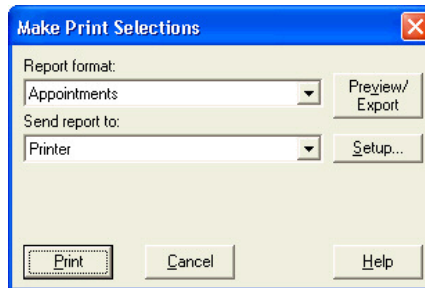 Make Print Selections
Report format:
Appointments
Preview/
Export
Send report to:
Printer
Setup...
Print
Cancel
Help